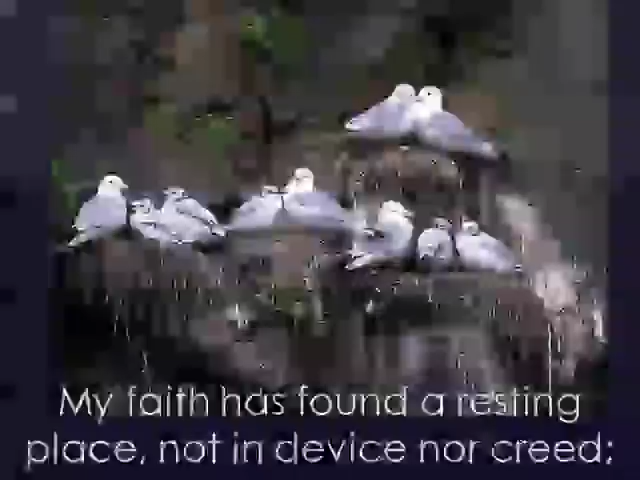 My faith has found a resting
place, not in device nor creed;